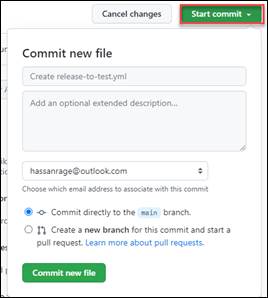 Cancel changes
Start commit
Commit new file
Create release-to-test.yml
Add an optional extended description...
hassanrage@outlook.com
Choose which email address to associate with this commit
Commit directly to the main branch.
Create a new branch for this commit and start a
pull request. Learn more about pull requests.
Commit new file